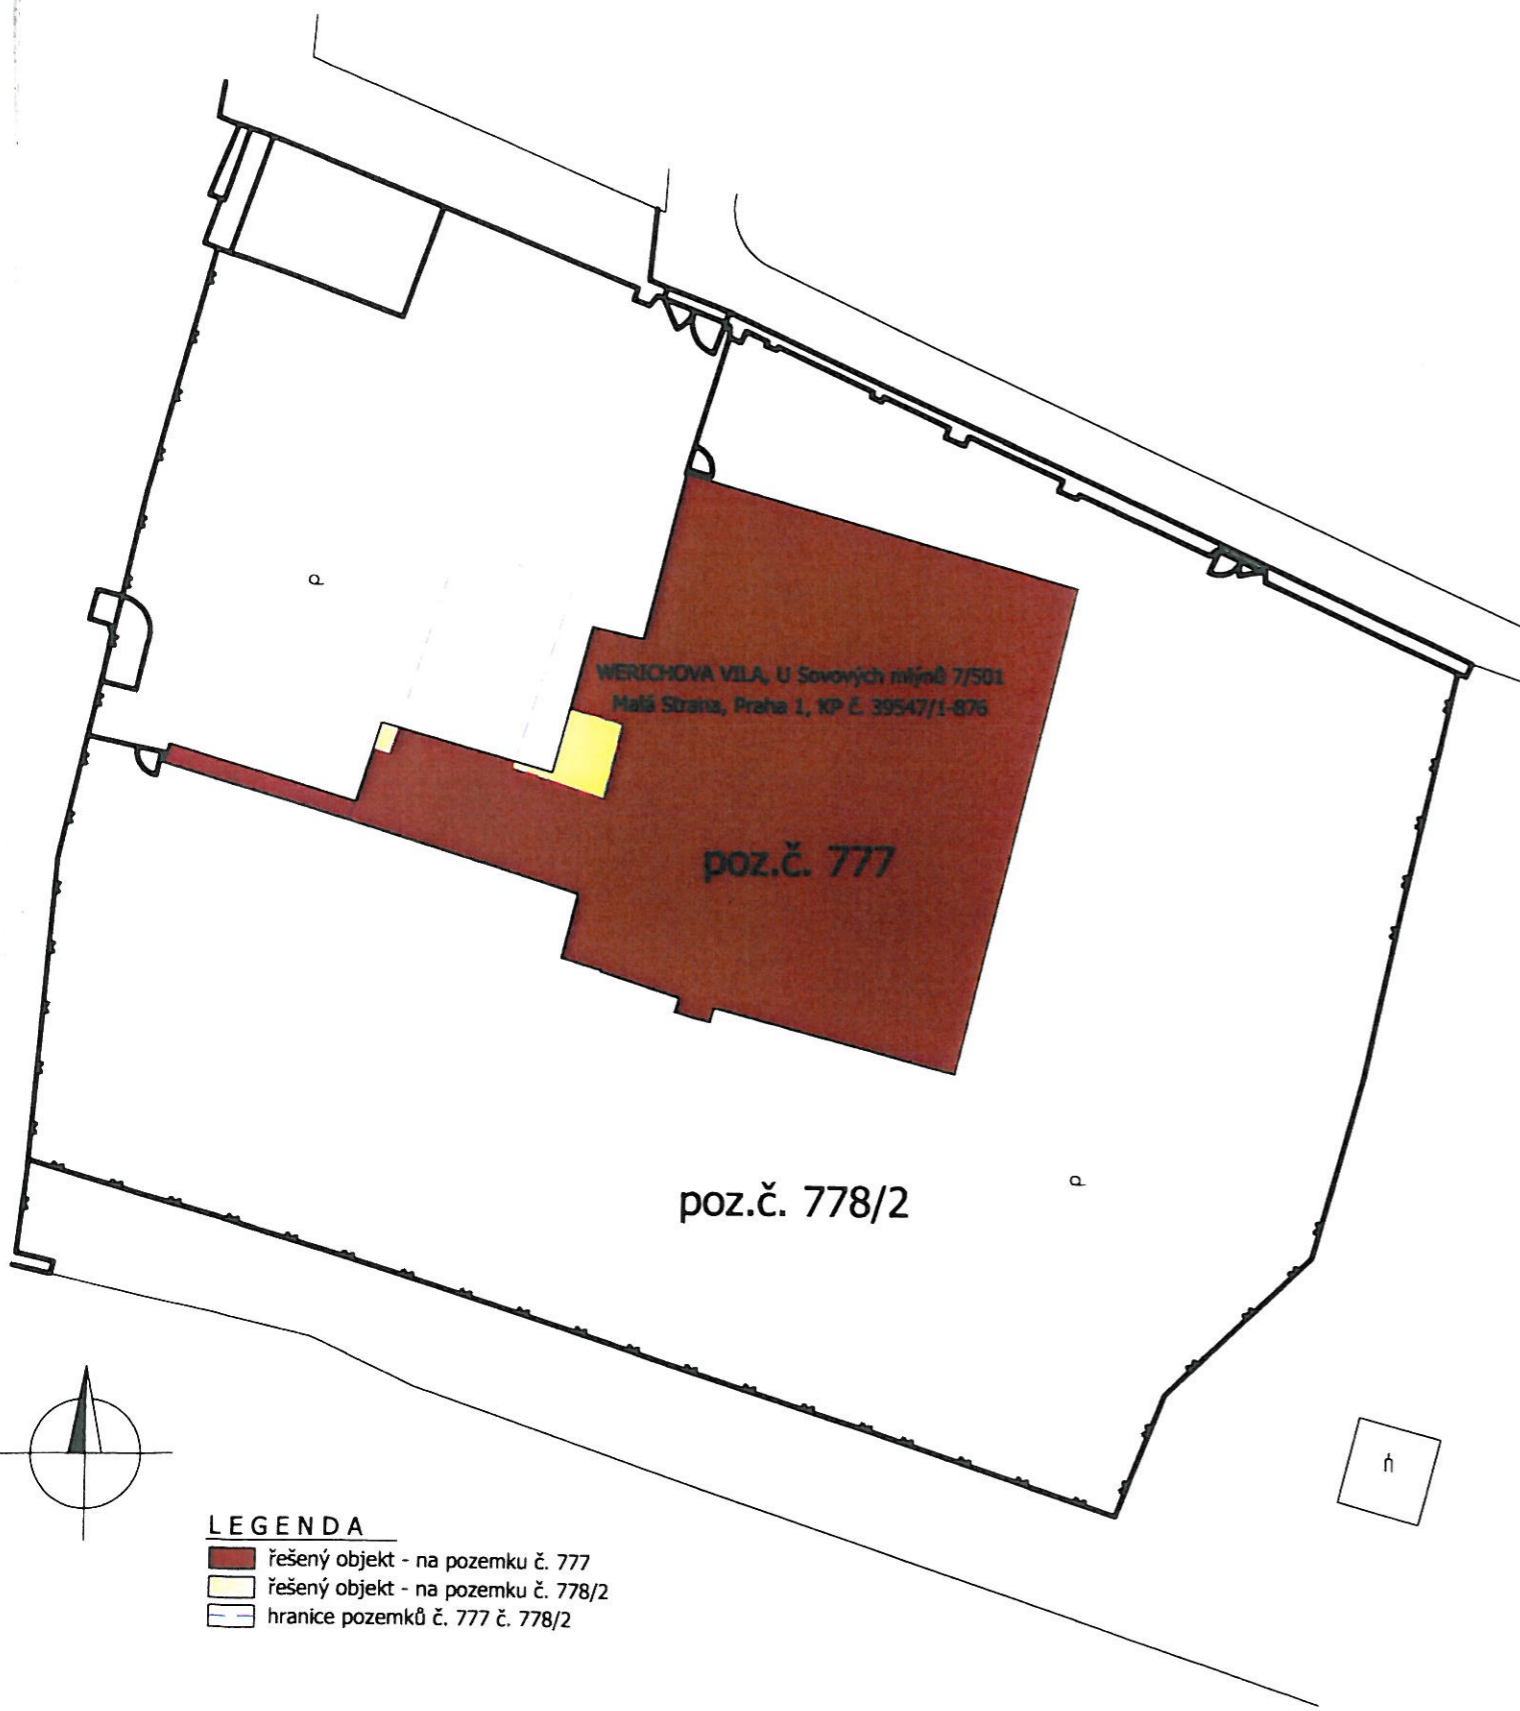 WERICHOVA VILA, U Sovových mlýnů 7/501
Malá Strana, Praha 1, KP č. 39547/1-876
poz.č. 777
poz.č. 778/2
LEGENDA
řešený objekt - na pozemku č. 777
řešený objekt - na pozemku č. 778/2
hranice pozemků č. 777 č. 778/2